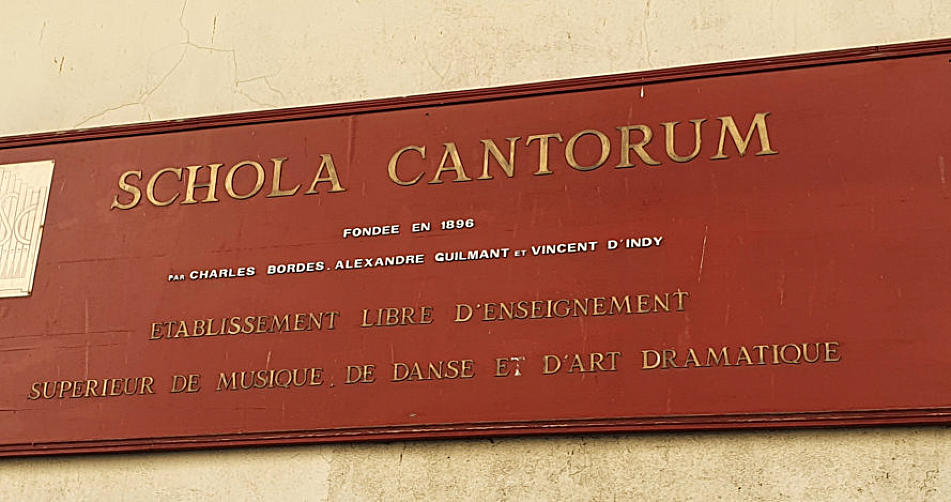 SCHOLA CANTORUM
FONDEE EN 1896
PAR CHARLES BORDES. ALEXANDRE GUILMANT ET VINCENT D'INDY
ETABLISSEMENT LIBRE D'ENSEIGNEMENT
SUPERIEUR DE MUSIQUE. DE DANSE ET D'ART DRAMATIQUE